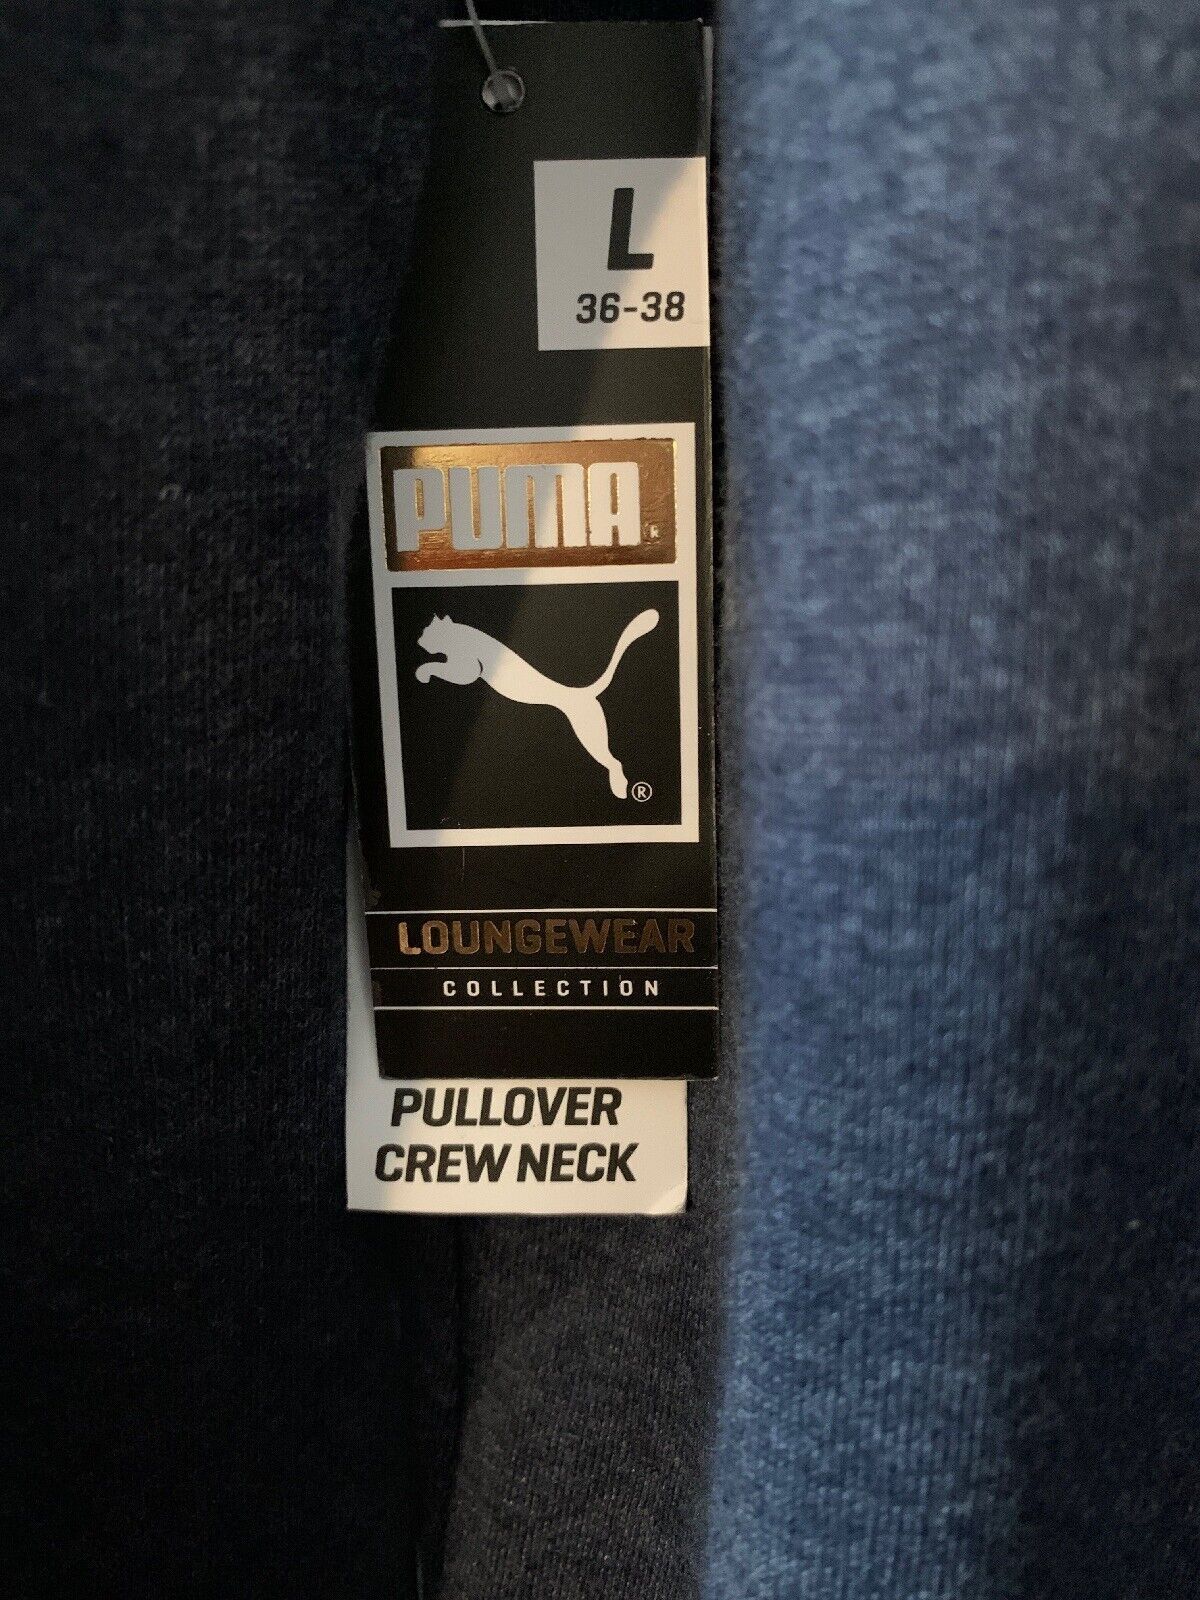 L
36-38
PUMA®
®
LOUNGEWEAR
COLLECTION
PULLOVER
CREW NECK